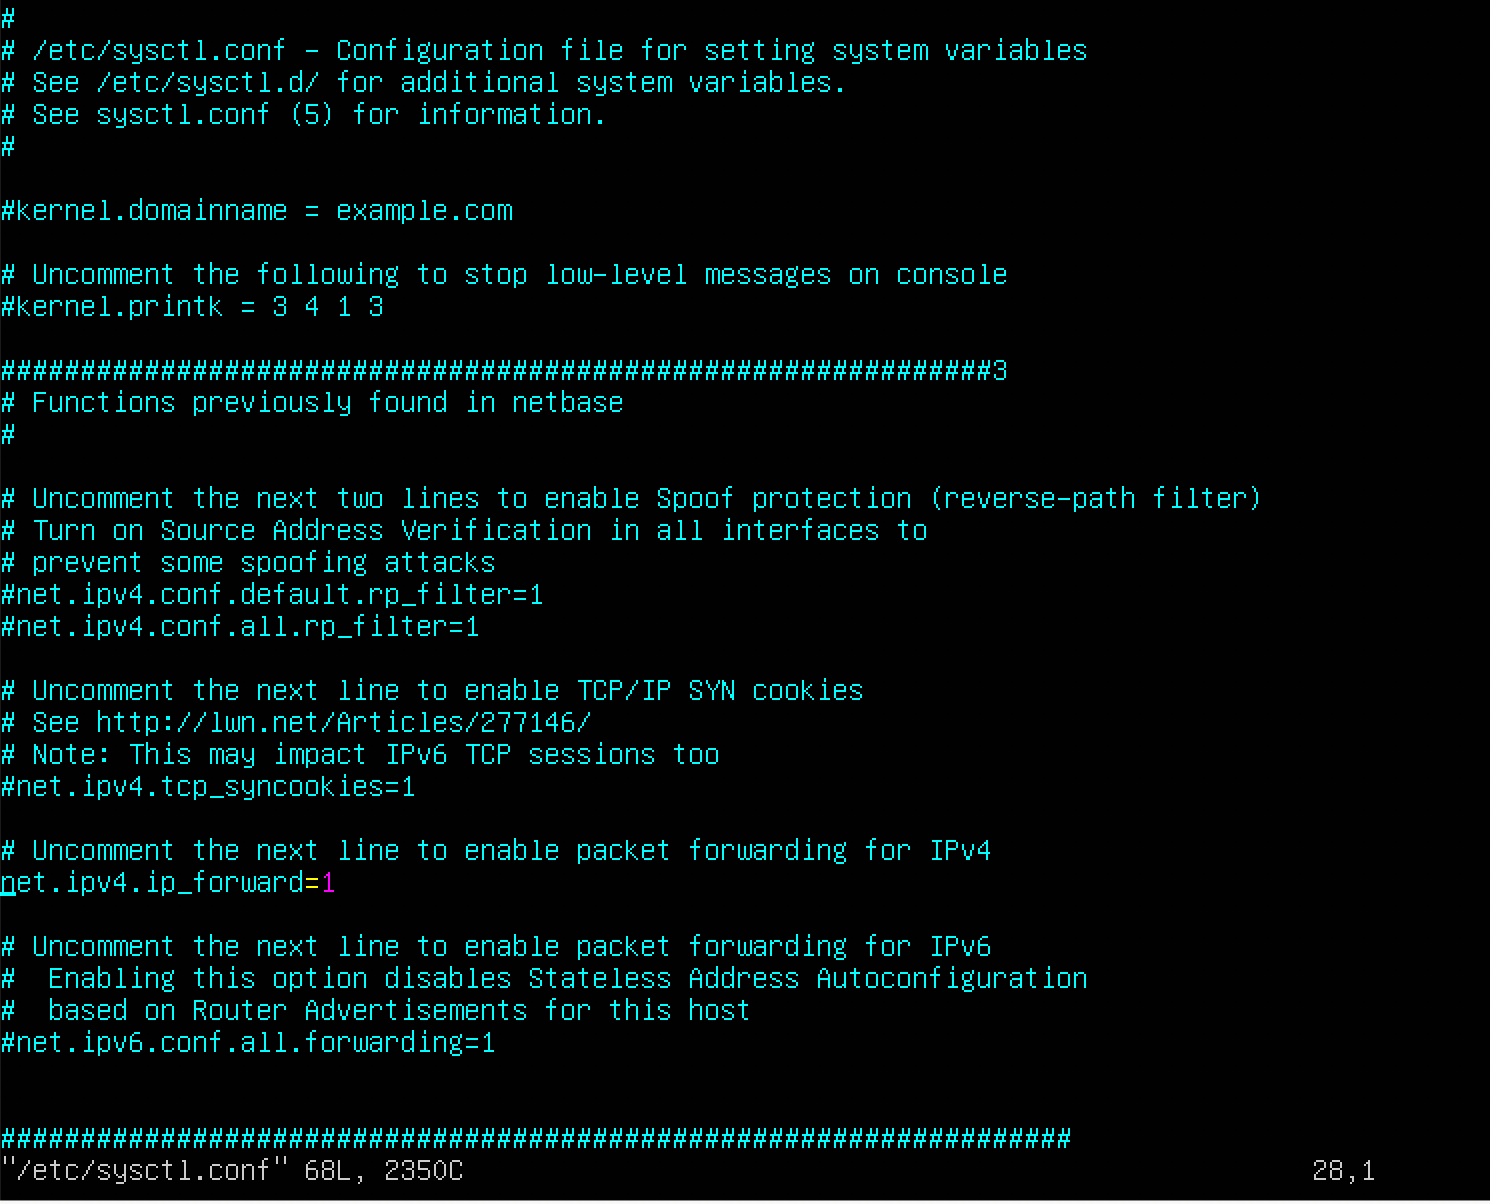 #
# /etc/sysctl.conf - Configuration file for setting system variables
# See /etc/sysctl.d/ for additional system variables.
# See sysctl.conf (5) for information.
#
#kernel.domainname = example.com
# Uncomment the following to stop low-level messages on console
#kernel.printk = 3 4 1 3
##############################################################3
# Functions previously found in netbase
#
# Uncomment the next two lines to enable Spoof protection (reverse-path filter)
# Turn on Source Address Verification in all interfaces to
# prevent some spoofing attacks
#net.ipv4.conf.default.rp_filter=1
#net.ipv4.conf.all.rp_filter=1
# Uncomment the next line to enable TCP/IP SYN cookies
# See http://lwn.net/Articles/277146/
# Note: This may impact IPv6 TCP sessions too
#net.ipv4.tcp_syncookies=1
# Uncomment the next line to enable packet forwarding for IPv4
net.ipv4.ip_forward=1
# Uncomment the next line to enable packet forwarding for IPv6
#  Enabling this option disables Stateless Address Autoconfiguration
#  based on Router Advertisements for this host
#net.ipv6.conf.all.forwarding=1
###################################################################
"/etc/sysctl.conf" 68L, 2350C 28,1